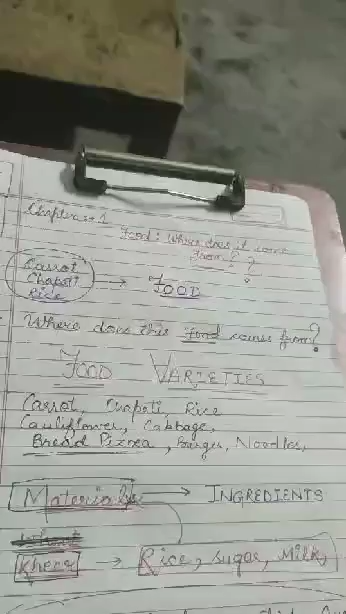 Chapter-1
Food: Where does it come
from? ?
Carrot
Chapati
Rice
→ FOOD
Where does this food comes from?
FOOD VARIETIES
Carrot, Chapati, Rice
Cauliflower, Cabbage,
Bread Pizza, Burger, Noodles,
Materials → INGREDIENTS
Kheer → Rice, sugar, Milk,